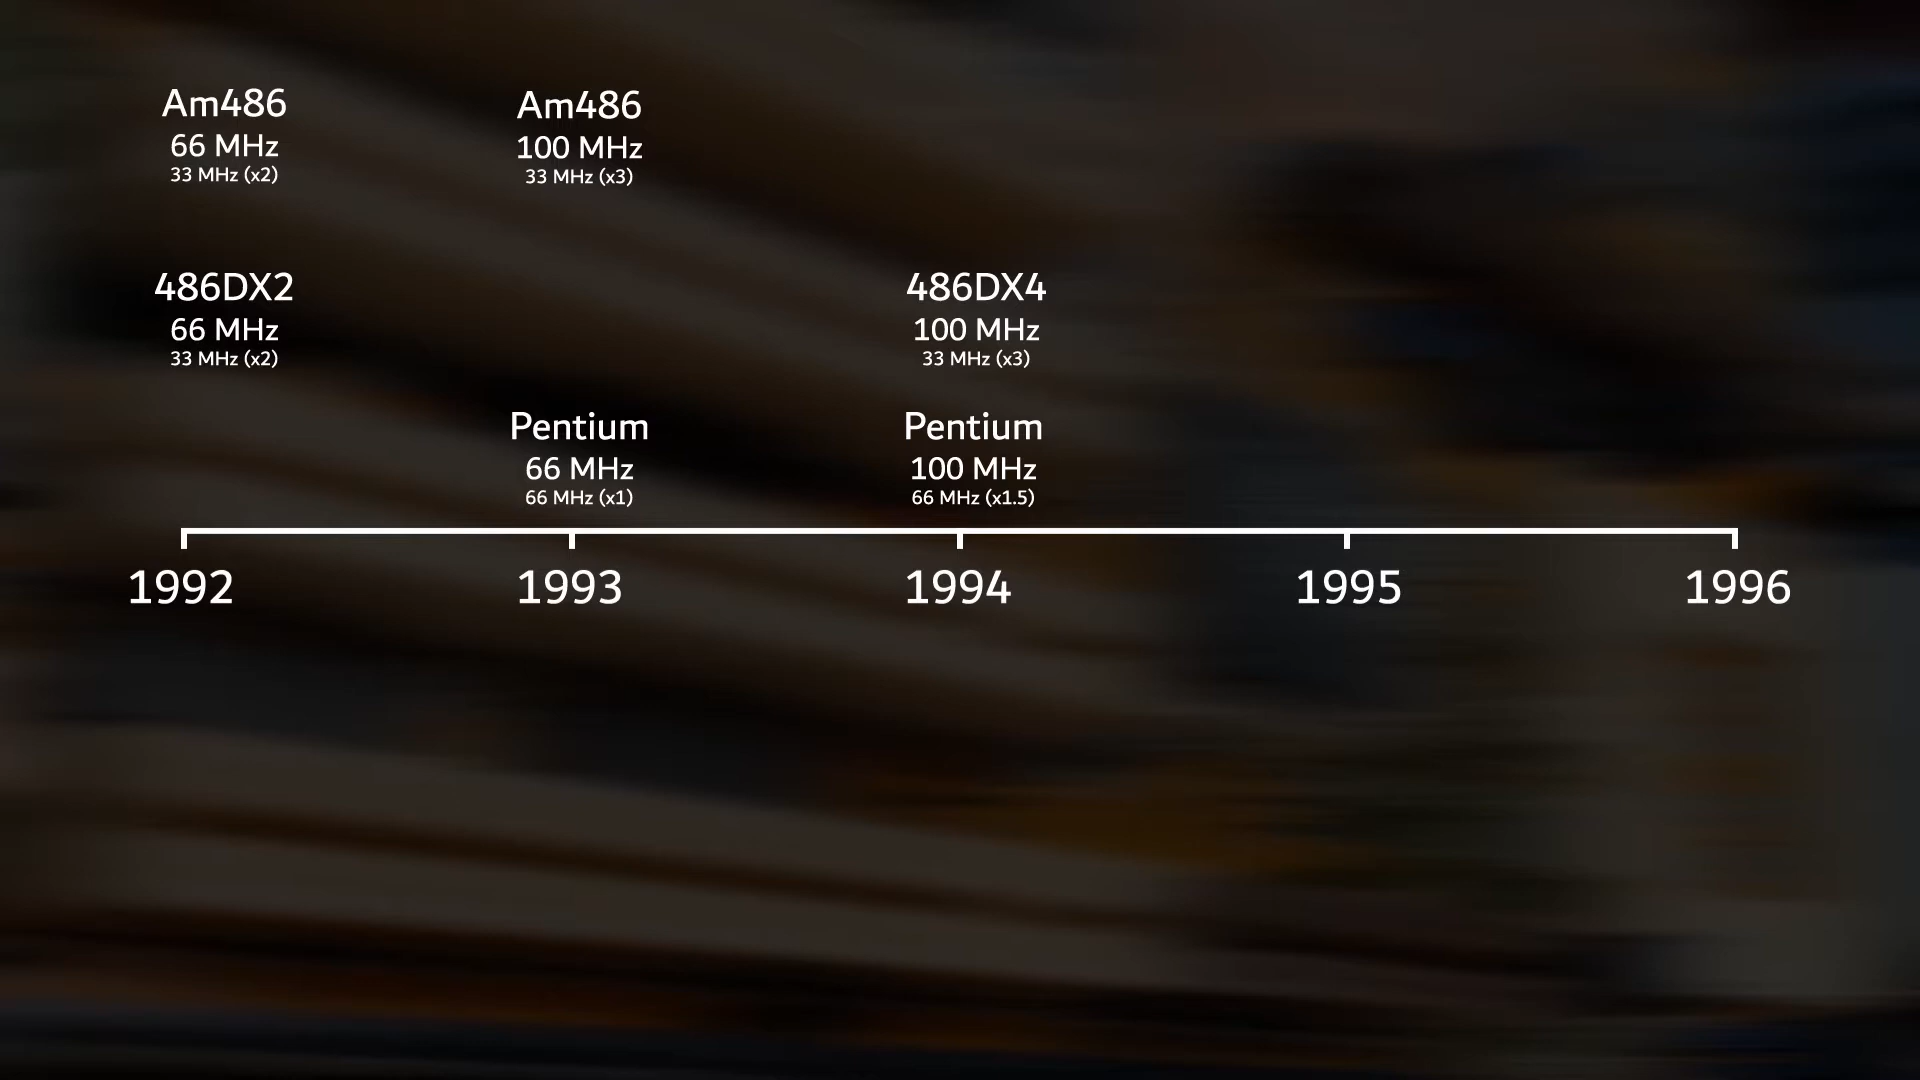 Am486
66 MHz
33 MHz (x2)
Am486
100 MHz
33 MHz (x3)
486DX2
66 MHz
33 MHz (x2)
486DX4
100 MHz
33 MHz (x3)
Pentium
66 MHz
66 MHz (x1)
Pentium
100 MHz
66 MHz (x1.5)
1992
1993
1994
1995
1996